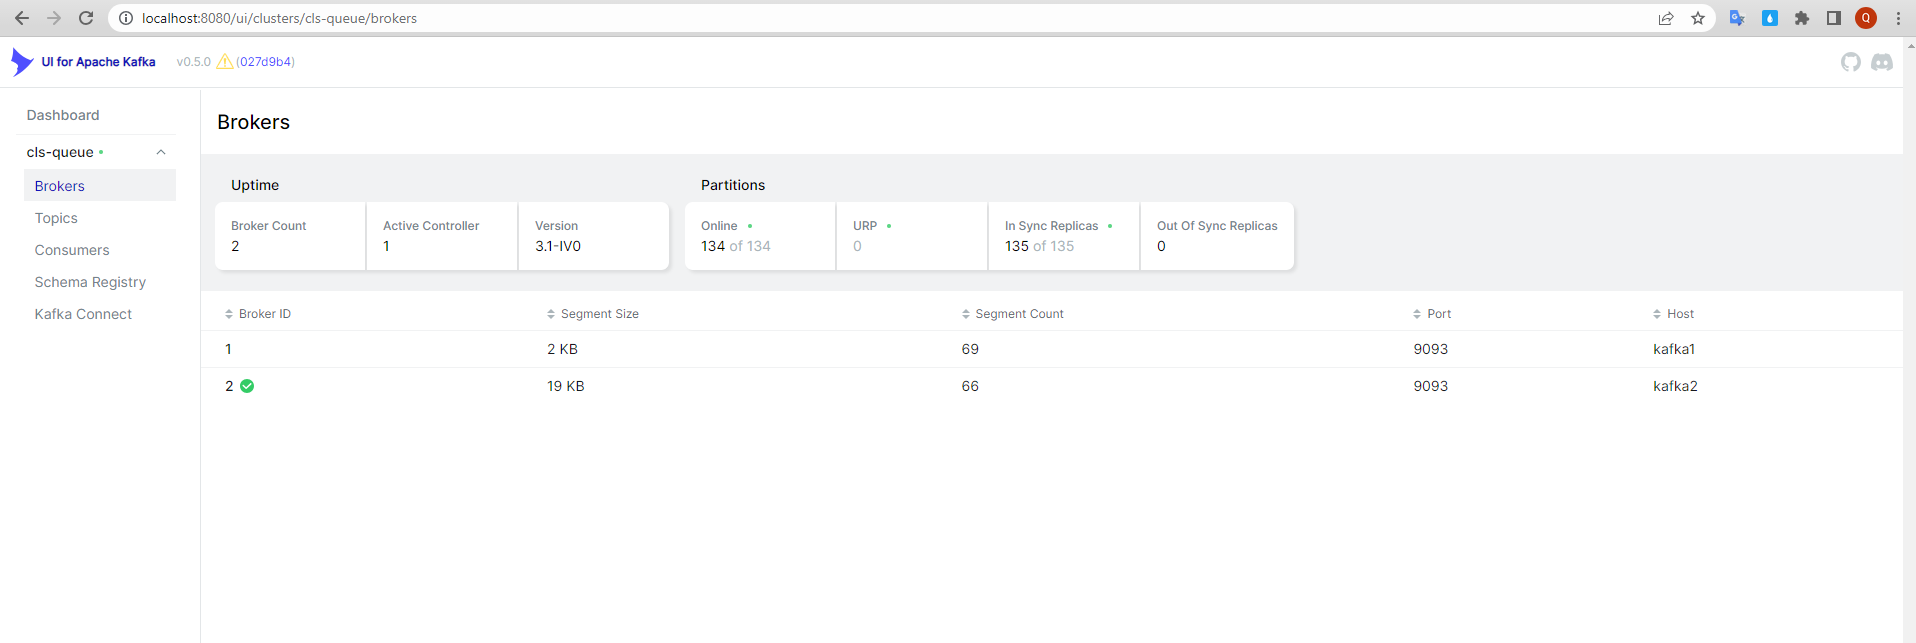 localhost:8080/ui/clusters/cls-queue/brokers
Q
UI for Apache Kafka v0.5.0 (027d9b4)
Dashboard
cls-queue
Brokers
Topics
Consumers
Schema Registry
Kafka Connect
Brokers
Uptime
Broker Count
2
Active Controller
1
Version
3.1-IV0
Partitions
Online
134 of 134
URP
0
In Sync Replicas
135 of 135
Out Of Sync Replicas
0
Broker ID Segment Size Segment Count Port Host
1 2 KB 69 9093 kafka1
2 19 KB 66 9093 kafka2